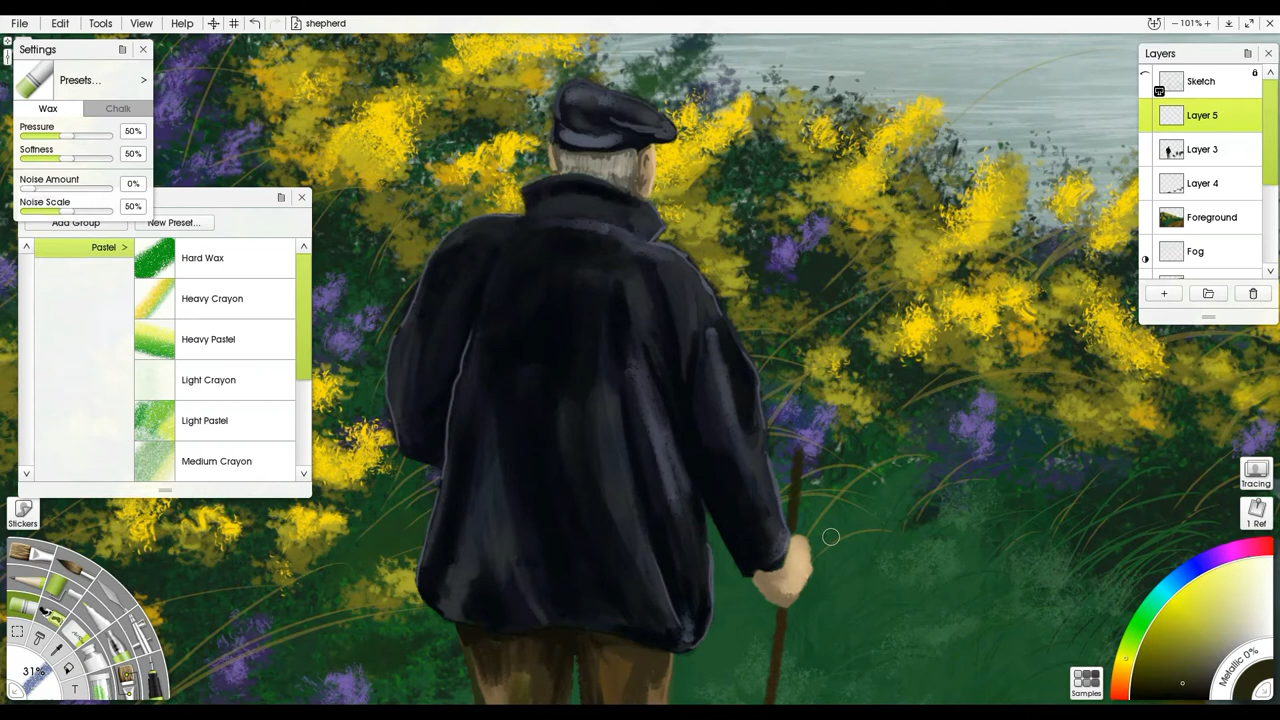 File Edit Tools View Help 2 shepherd - 101% +
Settings
Presets... >
Wax Chalk
Pressure 50%
Softness 50%
Noise Amount 0%
Noise Scale 50%
Add Group New Preset...
Pastel >
Hard Wax
Heavy Crayon
Heavy Pastel
Light Crayon
Light Pastel
Medium Crayon
Stickers
31%
T
Layers
Sketch
Layer 5
Layer 3
Layer 4
Foreground
Fog
Tracing
1 Ref
Metallic 0%
Samples